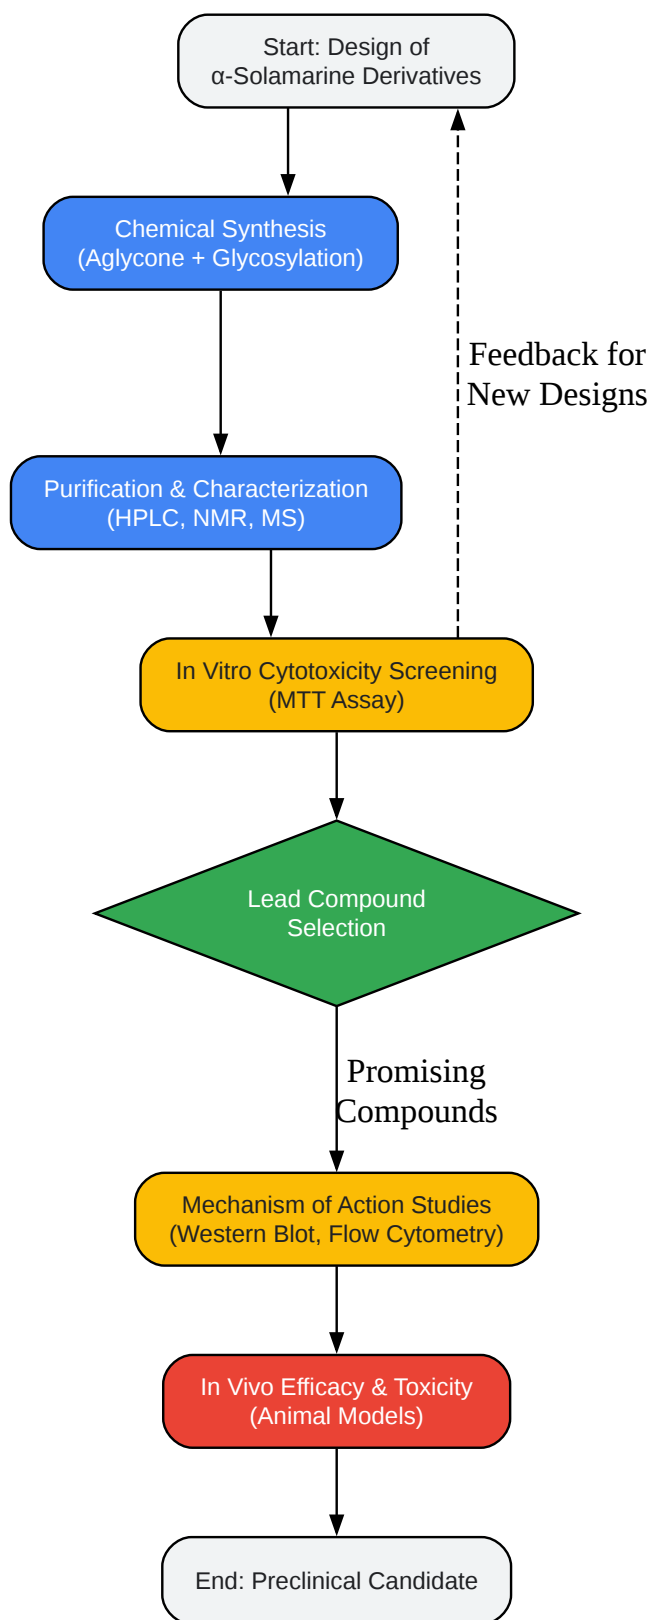 Start: Design of
α-Solamarine Derivatives
Chemical Synthesis
(Aglycone + Glycosylation)
Feedback for
New Designs
Purification & Characterization
(HPLC, NMR, MS)
In Vitro Cytotoxicity Screening
(MTT Assay)
Lead Compound
Selection
Promising
Compounds
Mechanism of Action Studies
(Western Blot, Flow Cytometry)
In Vivo Efficacy & Toxicity
(Animal Models)
End: Preclinical Candidate